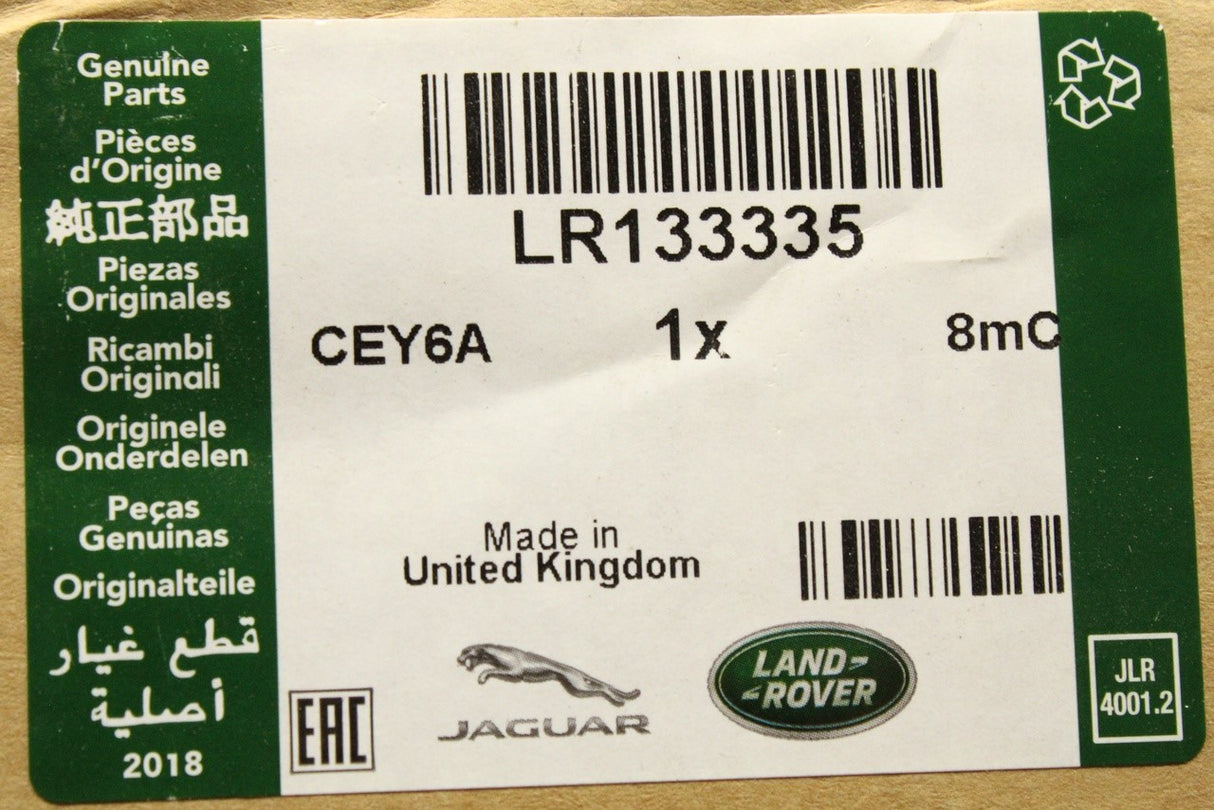 Genuine
Parts
Pièces
d'Origine
純正部品
Piezas
Originales
Ricambi
Originali
Originele
Onderdelen
Peças
Genuinas
Originalteile
قطع غيار
أصلية
2018
LR133335
CEY6A 1x 8mC
Made in
United Kingdom
EAC
JAGUAR
LAND-
-ROVER
JLR
4001.2